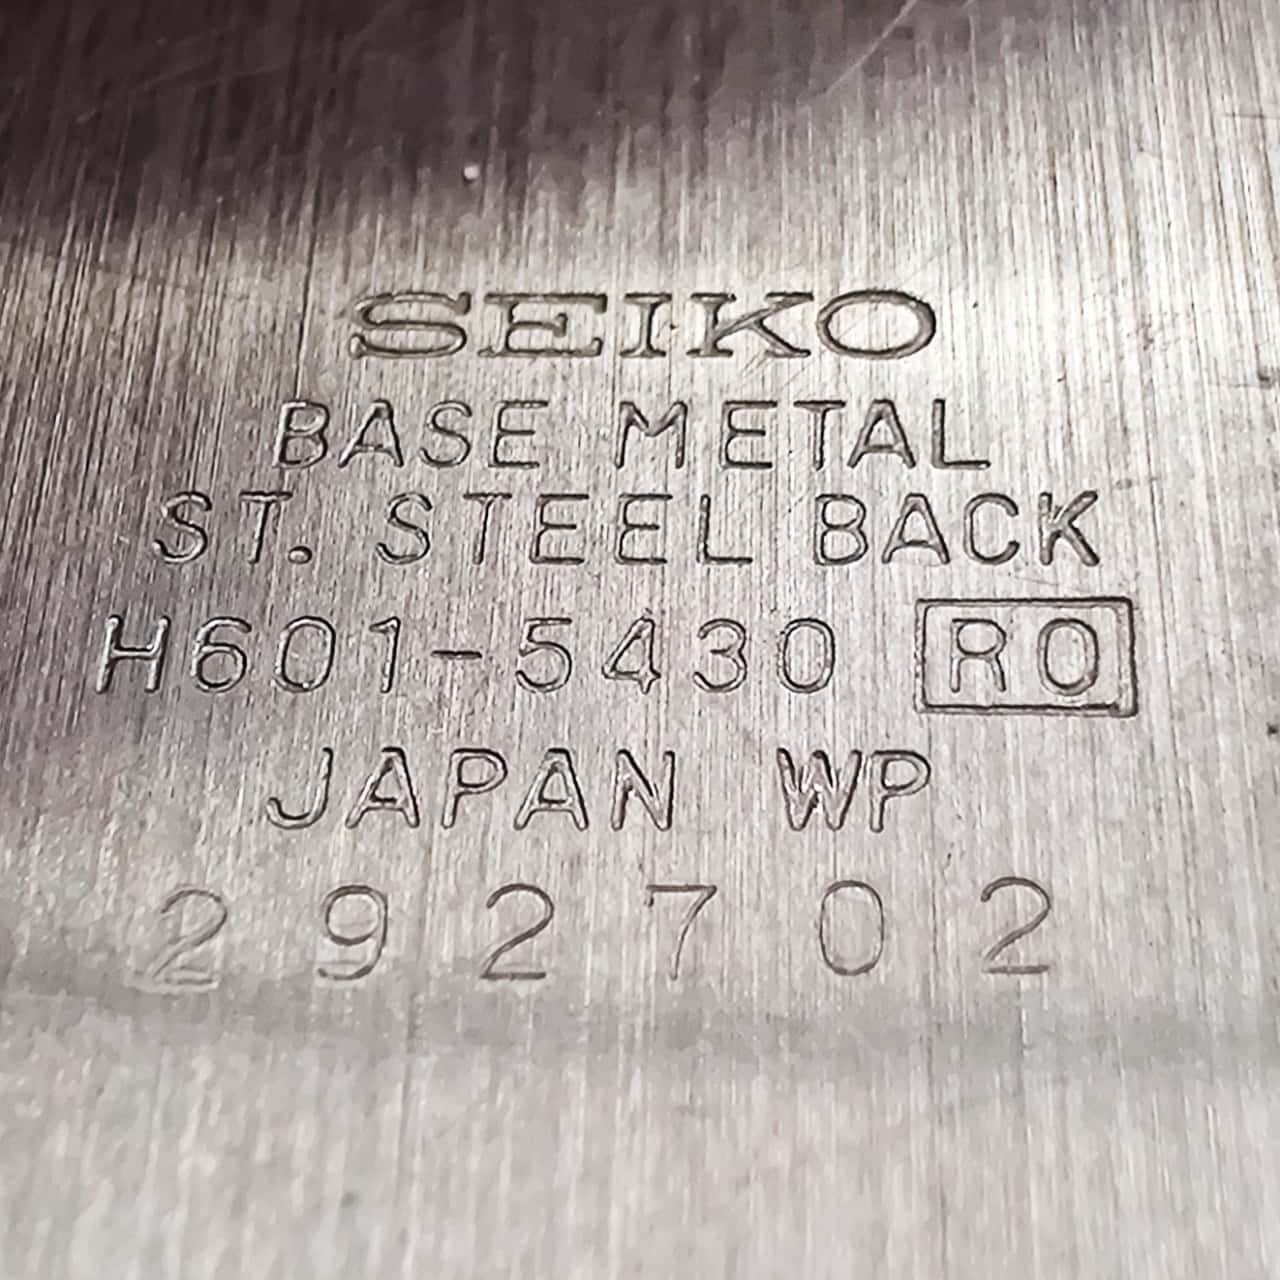 SEIKO
BASE METAL
ST. STEEL BACK
H601-5430 RO
JAPAN WP
292702